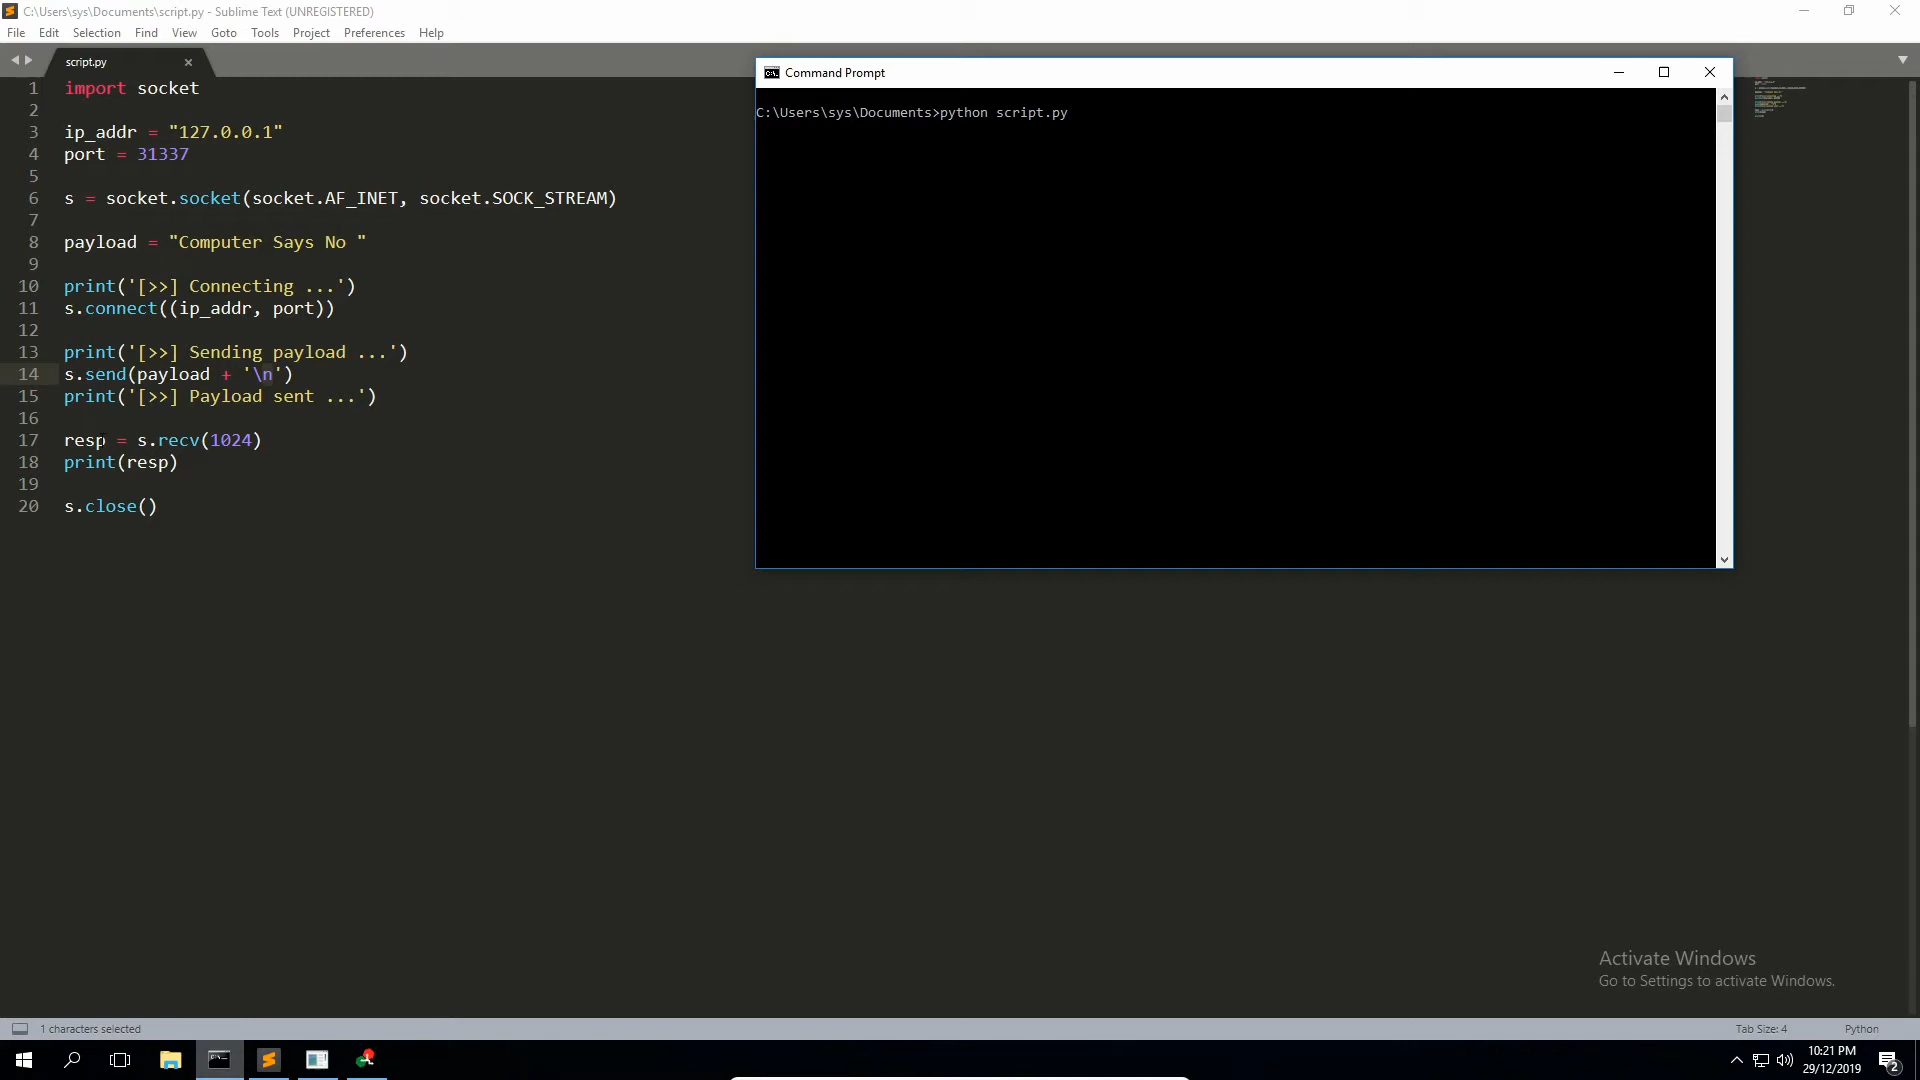 C:\Users\sys\Documents\script.py - Sublime Text (UNREGISTERED)
File Edit Selection Find View Goto Tools Project Preferences Help
script.py
1 import socket
2
3 ip_addr = "127.0.0.1"
4 port = 31337
5
6 s = socket.socket(socket.AF_INET, socket.SOCK_STREAM)
7
8 payload = "Computer Says No "
9
10 print('[>>] Connecting ...')
11 s.connect((ip_addr, port))
12
13 print('[>>] Sending payload ...')
14 s.send(payload + '\n')
15 print('[>>] Payload sent ...')
16
17 resp = s.recv(1024)
18 print(resp)
19
20 s.close()
Command Prompt
C:\Users\sys\Documents>python script.py
Activate Windows
Go to Settings to activate Windows.
1 characters selected
Tab Size: 4
Python
10:21 PM
29/12/2019
2